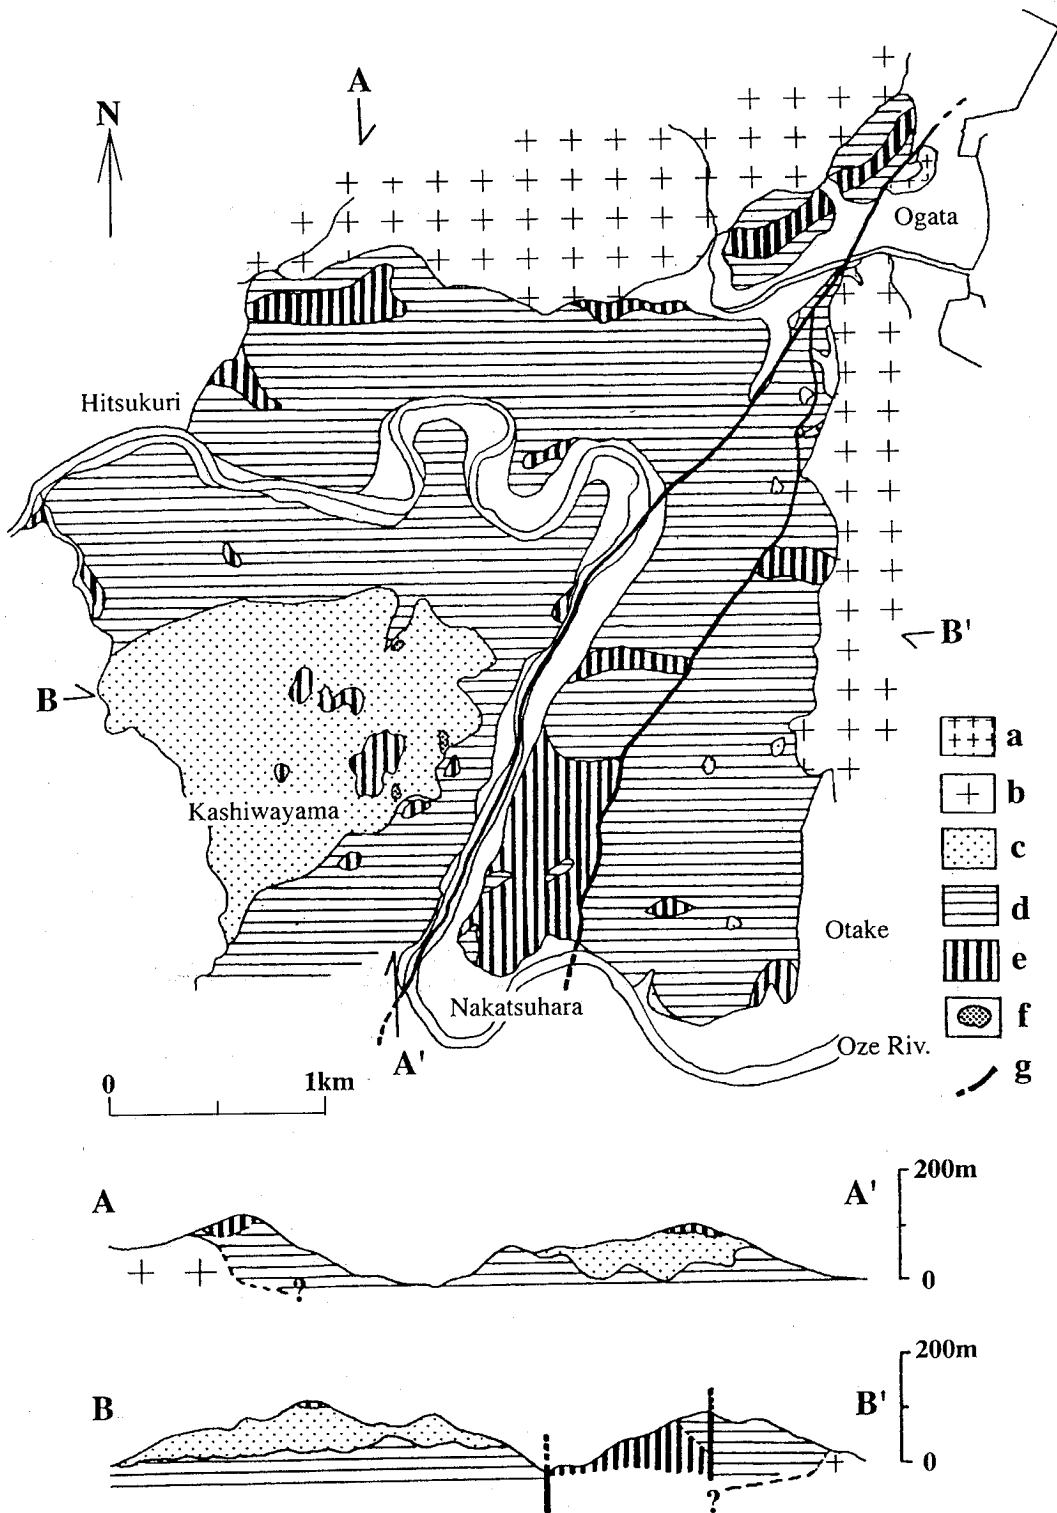 A
N
Ogata
Hitsukuri
B'
B
a
b
Kashiwayama
c
d
Otake
e
Nakatsuhara
f
Oze Riv.
g
A'
0 1km
A A' 200m
0
?
B B' 200m
0
?